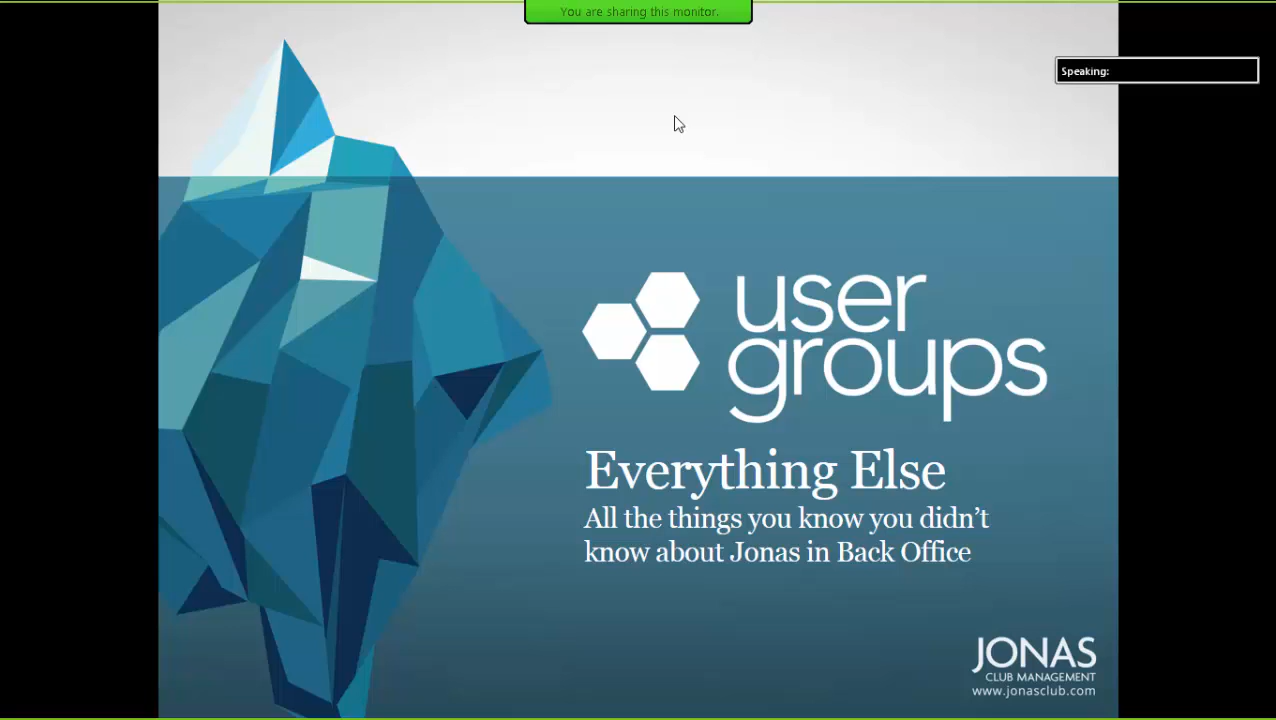 You are sharing this monitor.
Speaking:
user
groups
Everything Else
All the things you know you didn’t
know about Jonas in Back Office
JONAS
CLUB MANAGEMENT
www.jonasclub.com